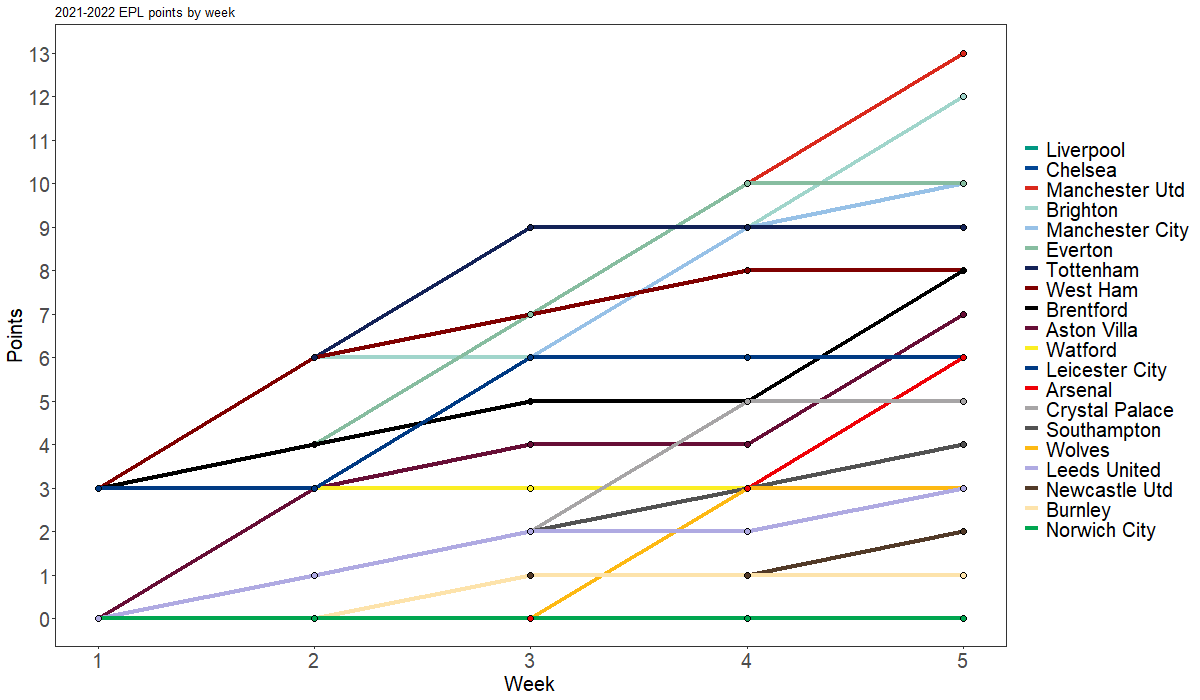 2021-2022 EPL points by week
13
12
11
10
9
8
7
6
5
4
3
2
1
0
Points
1 2 3 4 5
Week
Liverpool
Chelsea
Manchester Utd
Brighton
Manchester City
Everton
Tottenham
West Ham
Brentford
Aston Villa
Watford
Leicester City
Arsenal
Crystal Palace
Southampton
Wolves
Leeds United
Newcastle Utd
Burnley
Norwich City